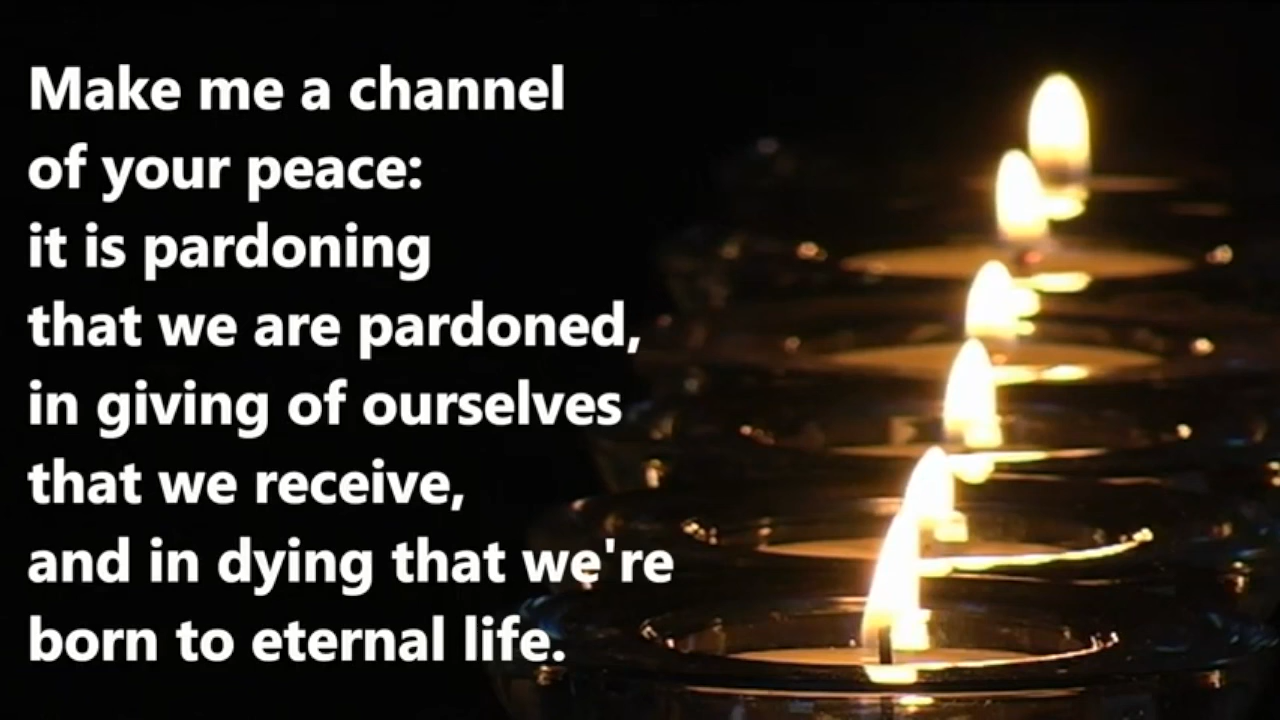 Make me a channel
of your peace:
it is pardoning
that we are pardoned,
in giving of ourselves
that we receive,
and in dying that we're
born to eternal life.